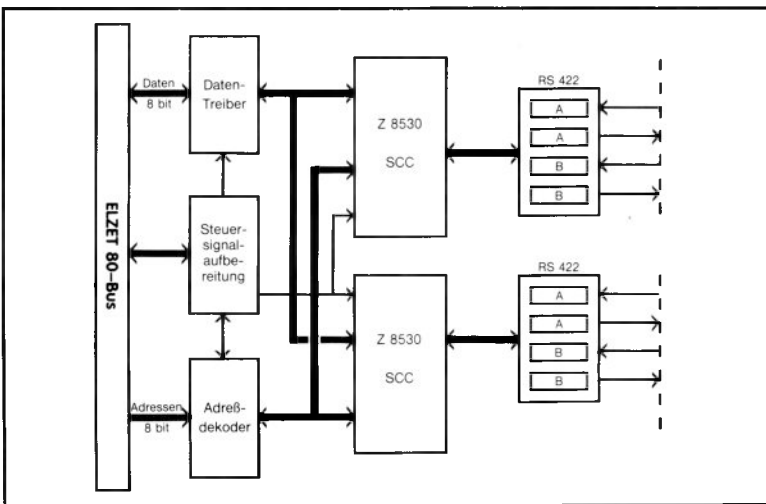 ELZET 80-Bus
Daten
8 bit
Daten-
Treiber
Steuer-
signal-
aufbe-
reitung
Adressen
8 bit
Adreß-
dekoder
Z 8530
SCC
Z 8530
SCC
RS 422
A
A
B
B
RS 422
A
A
B
B